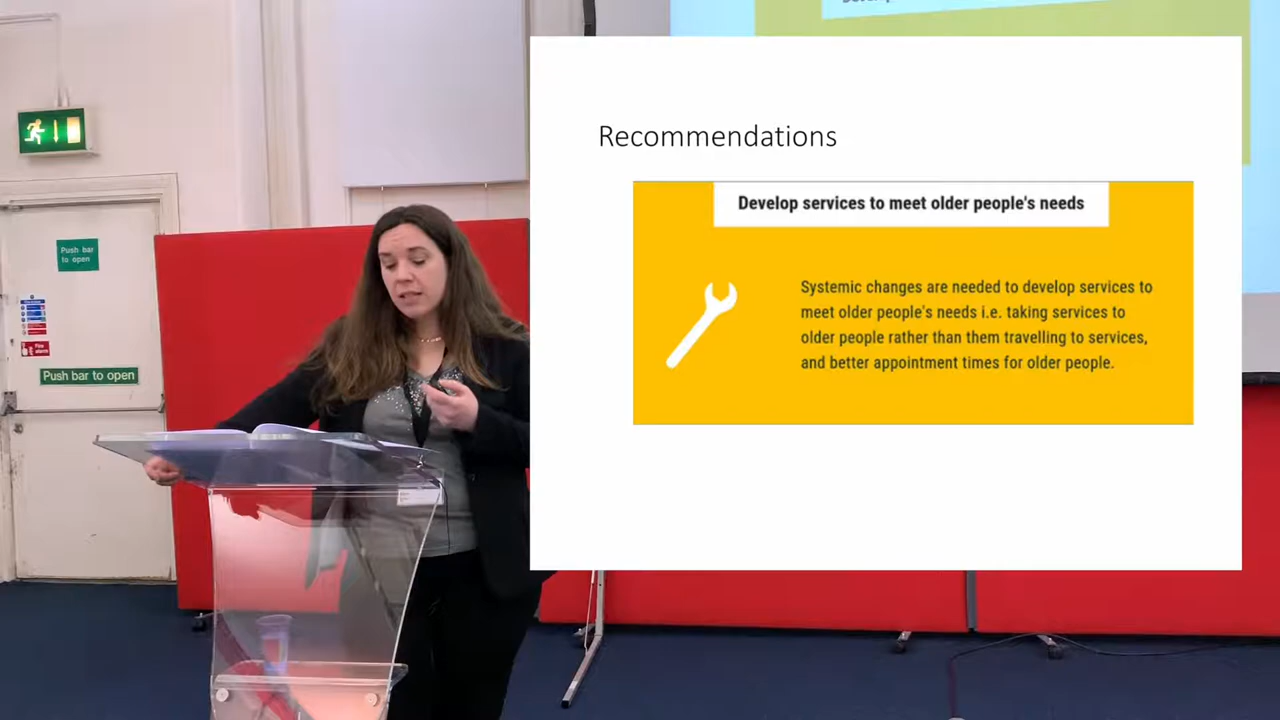 Recommendations
Develop services to meet older people's needs
Systemic changes are needed to develop services to
meet older people's needs i.e. taking services to
older people rather than them travelling to services,
and better appointment times for older people.
Push bar
to open
Push bar to open